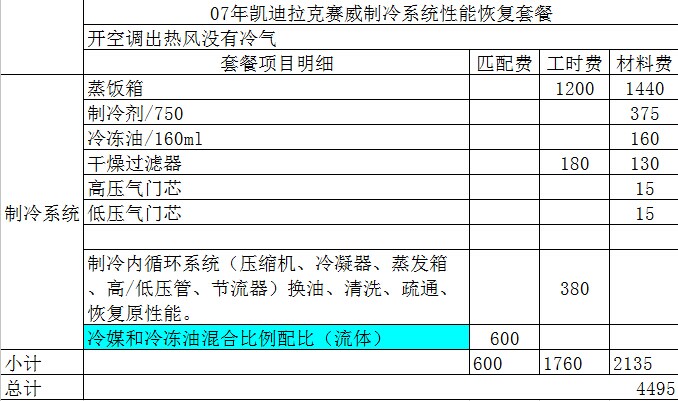 07年凯迪拉克赛威制冷系统性能恢复套餐
开空调出热风没有冷气
套餐项目明细 匹配费 工时费 材料费
蒸饭箱 1200 1440
制冷剂/750 375
冷冻油/160ml 160
干燥过滤器 180 130
高压气门芯 15
制冷系统 低压气门芯 15
制冷内循环系统（压缩机、冷凝器、蒸发箱
、高/低压管、节流器）换油、清洗、疏通、 380
恢复原性能。
冷媒和冷冻油混合比例配比（流体） 600
小计 600 1760 2135
总计 4495